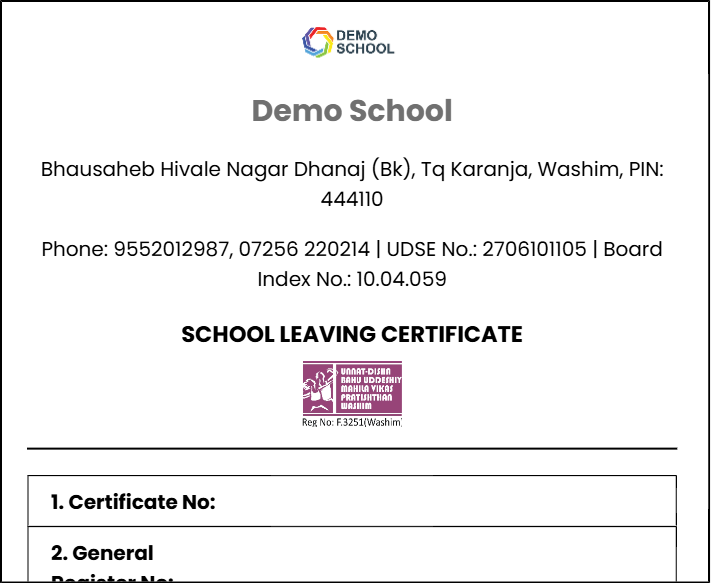 DEMO
SCHOOL
Demo School
Bhausaheb Hivale Nagar Dhanaj (Bk), Tq Karanja, Washim, PIN:
444110
Phone: 9552012987, 07256 220214 | UDSE No.: 2706101105 | Board
Index No.: 10.04.059
SCHOOL LEAVING CERTIFICATE
UNNAT-DISHA
BAHU UDDESHIY
MAHILA VIKAS
PRATISHTHAN
WASHIM
Reg No: F.3251(Washim)
1. Certificate No:
2. General
Register No: